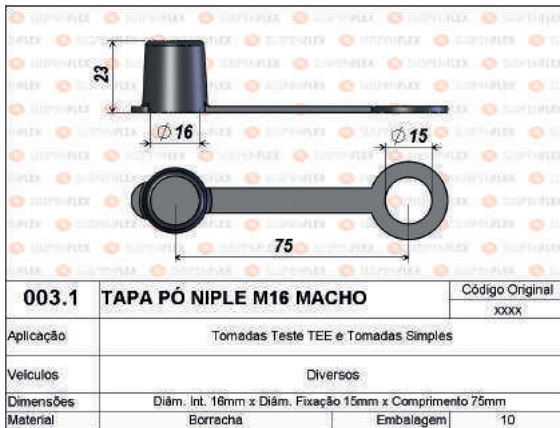 23
Ø 16
Ø 15
75
003.1 TAPA PÓ NIPLE M16 MACHO Código Original
xxxx
Aplicação Tomadas Teste TEE e Tomadas Simples
Veículos Diversos
Dimensões Diâm. Int. 16mm x Diâm. Fixação 15mm x Comprimento 75mm
Material Borracha Embalagem 10